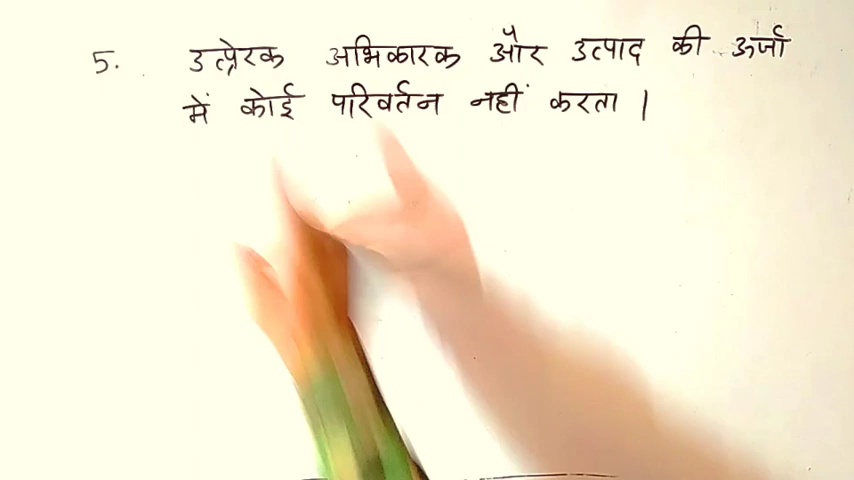 5. उत्प्रेरक अभिकारक और उत्पाद की ऊर्जा
में कोई परिवर्तन नहीं करता ।